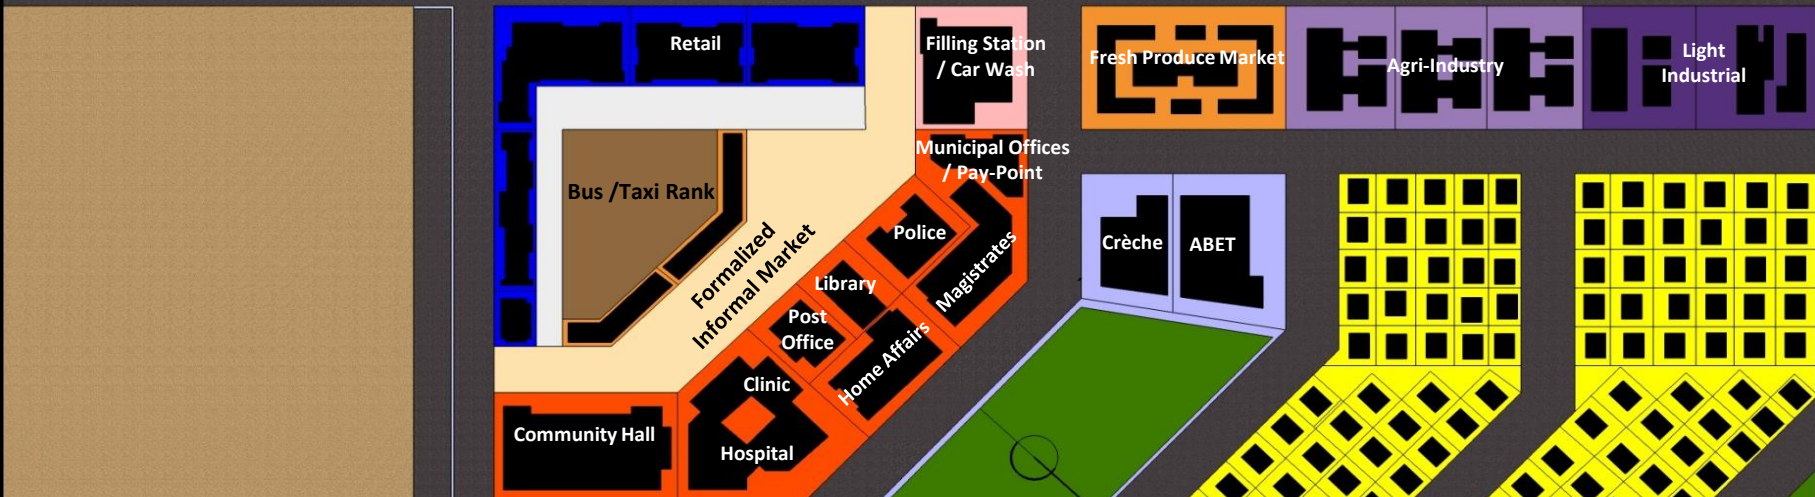 Retail
Filling Station
/ Car Wash
Fresh Produce Market
Agri-Industry
Light
Industrial
Municipal Offices
/ Pay-Point
Bus /Taxi Rank
Formalized
Informal Market
Police
Magistrates
Crèche
ABET
Library
Post
Office
Home Affairs
Clinic
Hospital
Community Hall